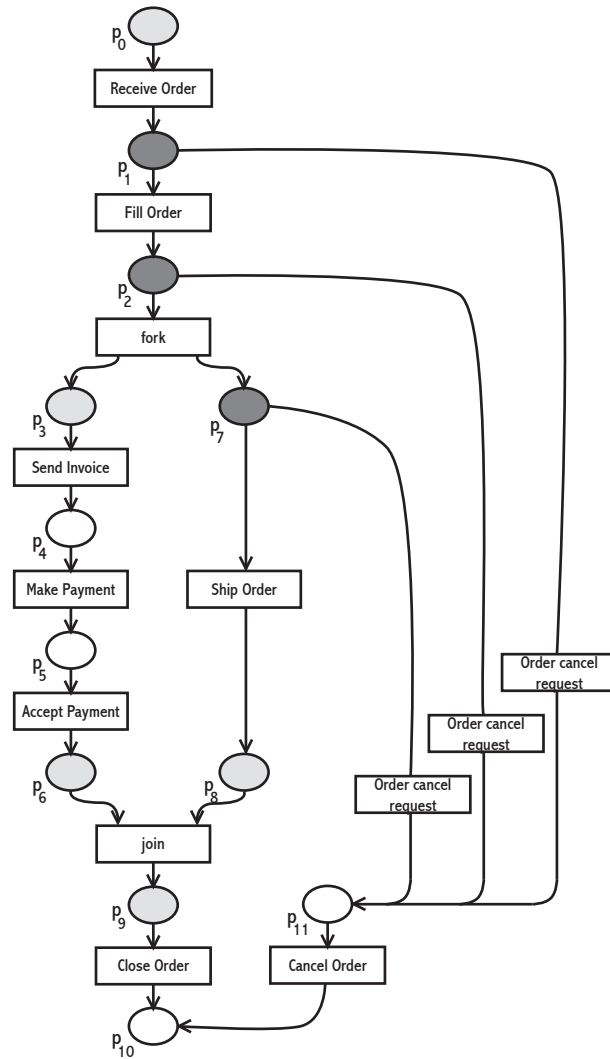 p0
Receive Order
p1
Fill Order
p2
fork
p3
p7
Send Invoice
p4
Make Payment
Ship Order
p5
Order cancel
request
Accept Payment
Order cancel
request
p6
p8
Order cancel
request
join
p9
p11
Close Order
Cancel Order
p10